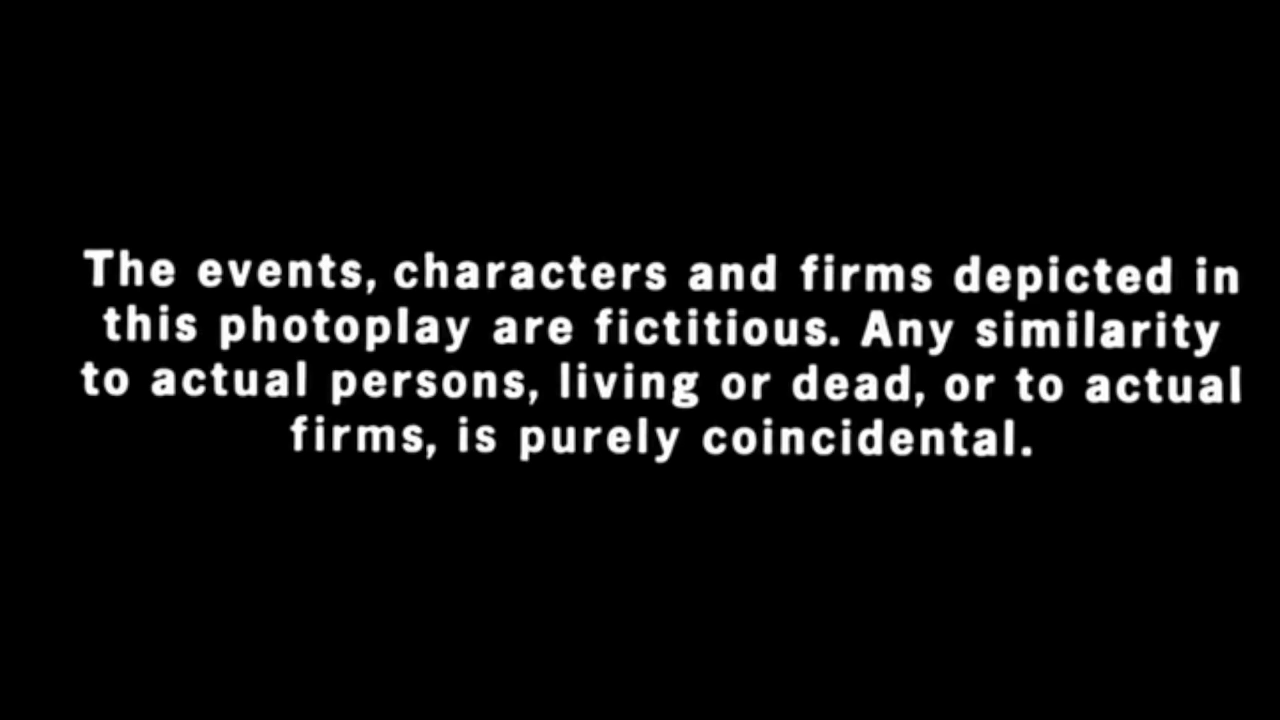 The events, characters and firms depicted in
this photoplay are fictitious. Any similarity
to actual persons, living or dead, or to actual
firms, is purely coincidental.